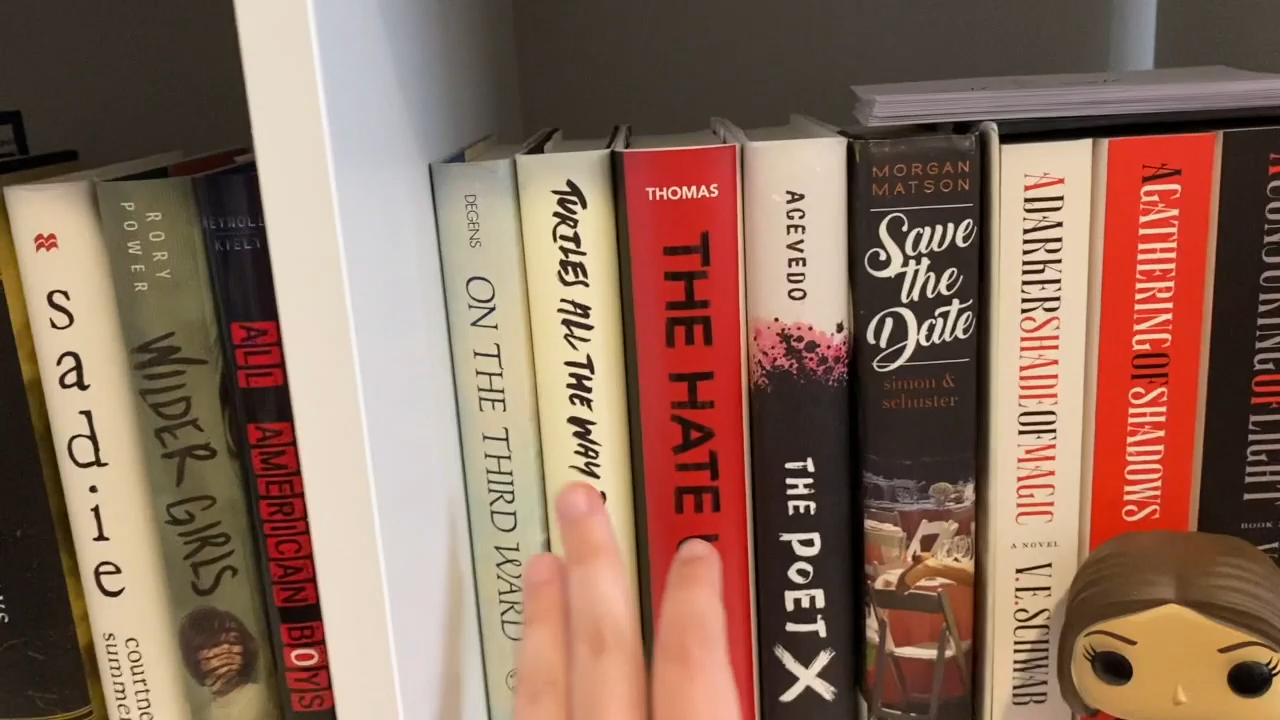 sadie
courtne
summe
RORY
POWER
WILDER GIRLS
KIELY
ALL AMERICAN BOYS
DEGENS
ON THE THIRD WARD
TURTLES ALL THE WAY
THOMAS
THE HATE
ACEVEDO
THE POET X
MORGAN
MATSON
Save
the
Date
simon &
schuster
A DARKER SHADE OF MAGIC
A NOVEL
V.E. SCHWAB
A GATHERING OF SHADOWS
OF LIGHT
BOOK